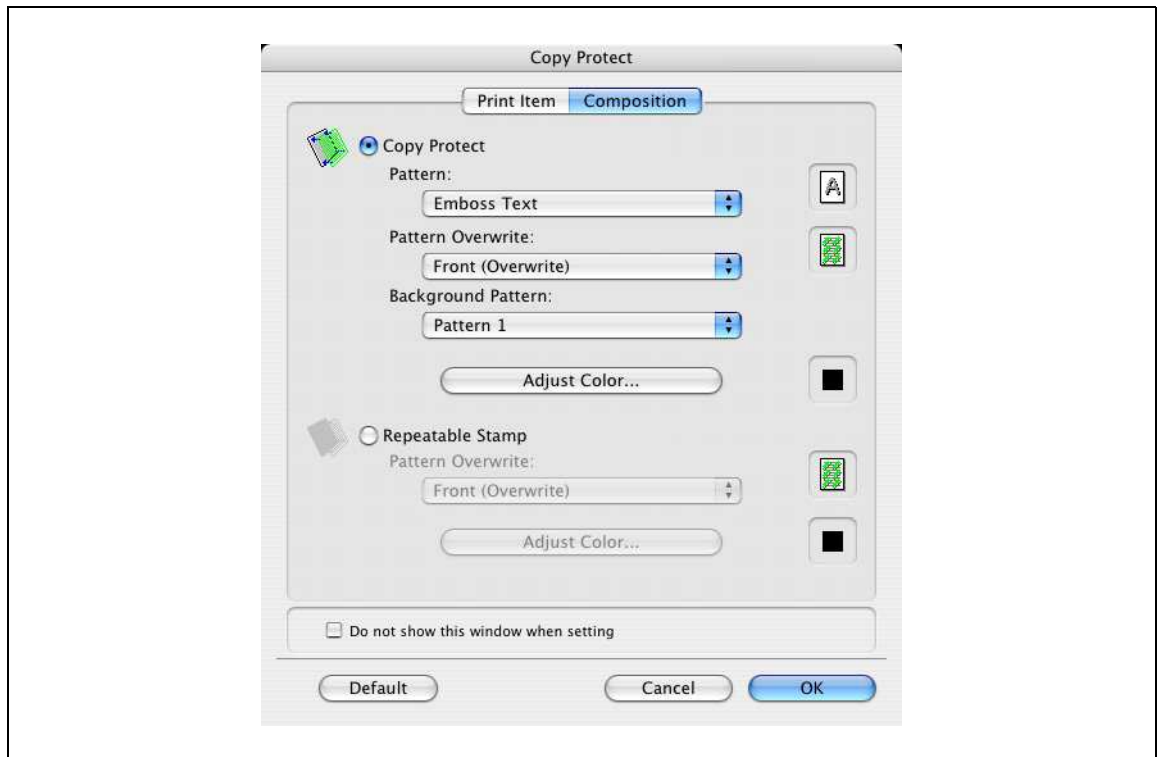 Copy Protect
Print Item Composition
Copy Protect
Pattern:
A
Emboss Text
Pattern Overwrite:
Front (Overwrite)
Background Pattern:
Pattern 1
Adjust Color...
Repeatable Stamp
Pattern Overwrite:
Front (Overwrite)
Adjust Color...
Do not show this window when setting
Default Cancel OK